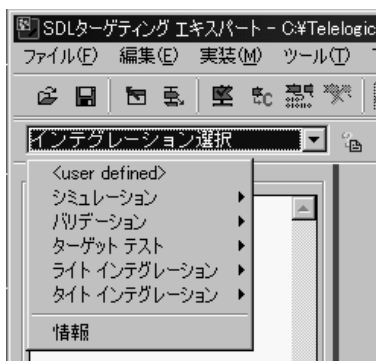 SDLターゲティング エキスパート - C:¥Telelogic
ファイル(F) 編集(E) 実装(M) ツール(T)
インテグレーション選択
<user defined>
シミュレーション
バリデーション
ターゲット テスト
ライト インテグレーション
タイト インテグレーション
情報